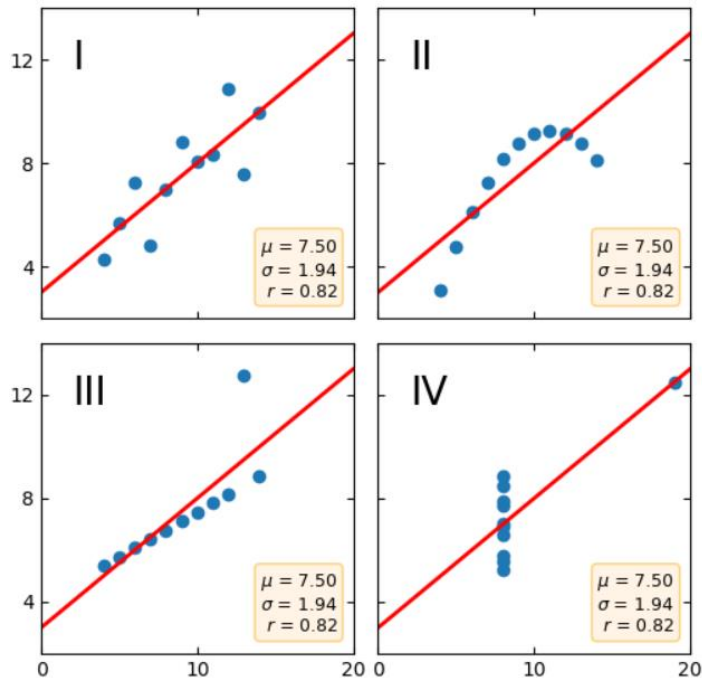 I
II
12
8
4
μ = 7.50
σ = 1.94
r = 0.82
μ = 7.50
σ = 1.94
r = 0.82
III
IV
12
8
4
μ = 7.50
σ = 1.94
r = 0.82
μ = 7.50
σ = 1.94
r = 0.82
0
10
20
0
10
20